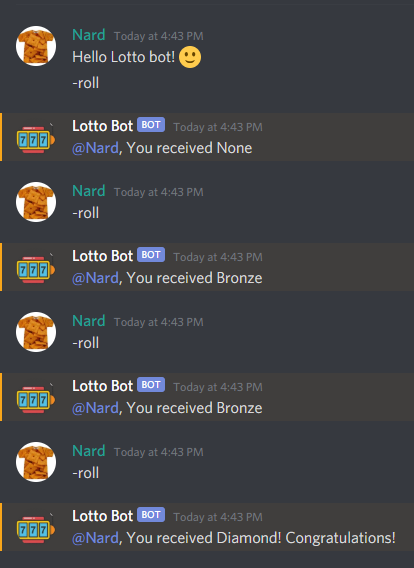 Nard Today at 4:43 PM
Hello Lotto bot! 🙂
-roll
Lotto Bot BOT Today at 4:43 PM
@Nard, You received None
Nard Today at 4:43 PM
-roll
Lotto Bot BOT Today at 4:43 PM
@Nard, You received Bronze
Nard Today at 4:43 PM
-roll
Lotto Bot BOT Today at 4:43 PM
@Nard, You received Bronze
Nard Today at 4:43 PM
-roll
Lotto Bot BOT Today at 4:43 PM
@Nard, You received Diamond! Congratulations!